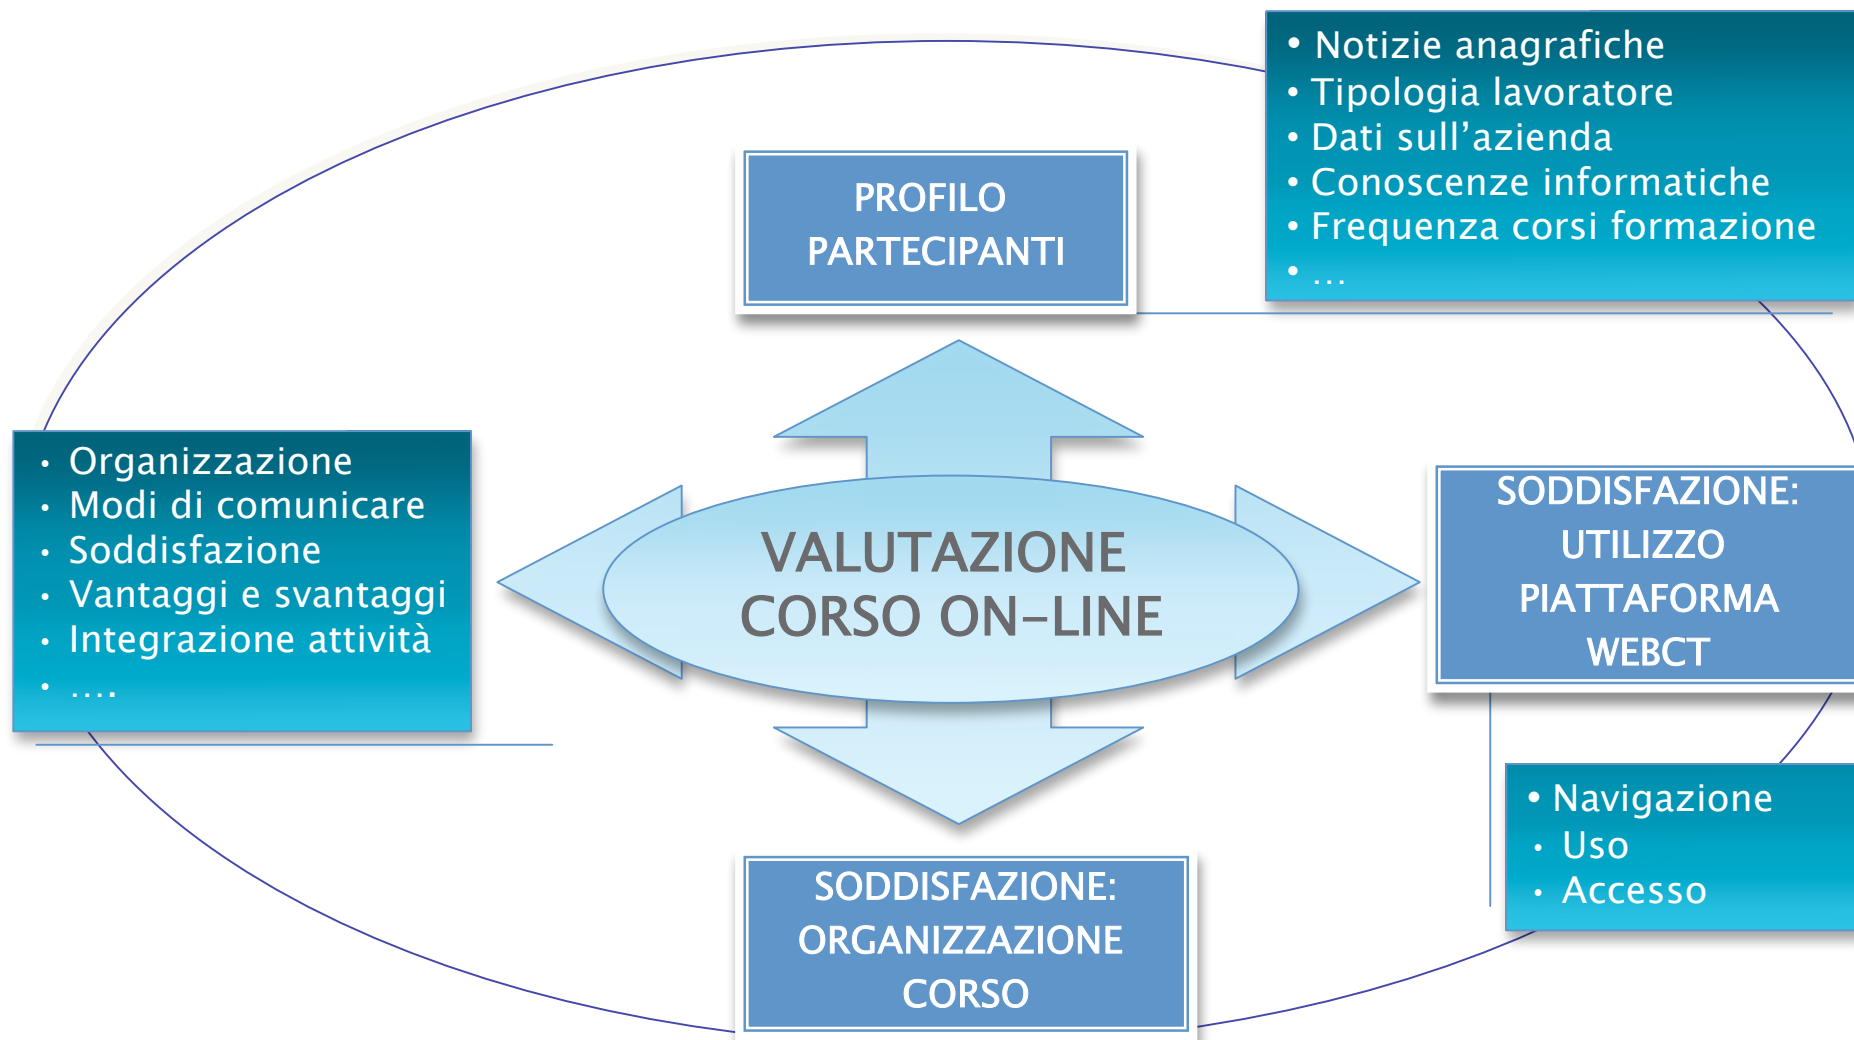 • Notizie anagrafiche
• Tipologia lavoratore
• Dati sull’azienda
• Conoscenze informatiche
• Frequenza corsi formazione
• …
PROFILO
PARTECIPANTI
• Organizzazione
• Modi di comunicare
• Soddisfazione
• Vantaggi e svantaggi
• Integrazione attività
• ….
VALUTAZIONE
CORSO ON-LINE
SODDISFAZIONE:
UTILIZZO
PIATTAFORMA
WEBCT
• Navigazione
• Uso
• Accesso
SODDISFAZIONE:
ORGANIZZAZIONE
CORSO